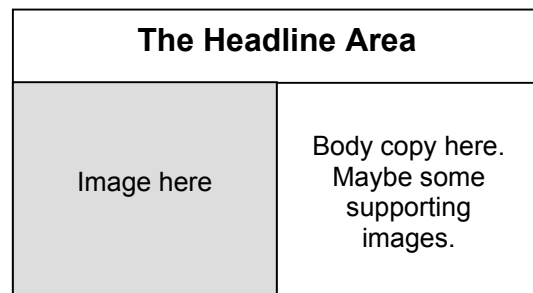 The Headline Area
Image here
Body copy here.
Maybe some
supporting
images.